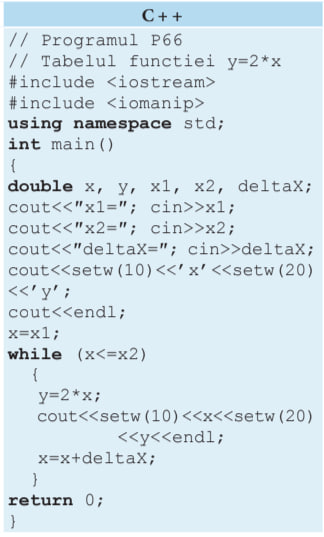 C++
// Programul P66
// Tabelul functiei y=2*x
#include <iostream>
#include <iomanip>
using namespace std;
int main()
{
double x, y, x1, x2, deltaX;
cout<<"x1="; cin>>x1;
cout<<"x2="; cin>>x2;
cout<<"deltaX="; cin>>deltaX;
cout<<setw(10)<<’x’<<setw(20)
<<’y’;
cout<<endl;
x=x1;
while (x<=x2)
{
y=2*x;
cout<<setw(10)<<x<<setw(20)
<<y<<endl;
x=x+deltaX;
}
return 0;
}